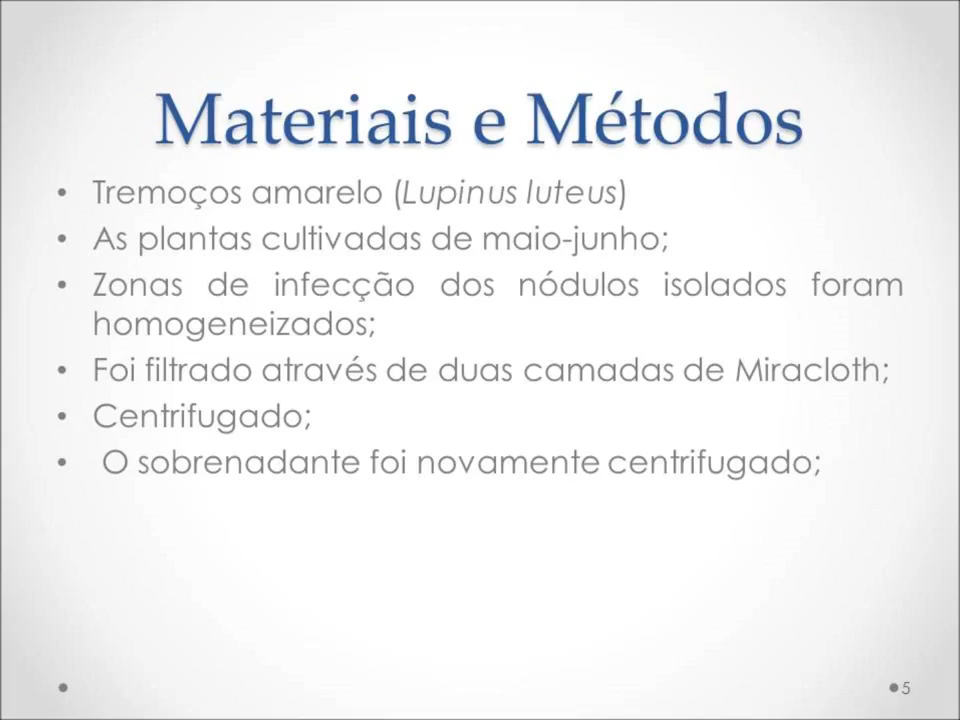 Materiais e Métodos
• Tremoços amarelo (Lupinus luteus)
• As plantas cultivadas de maio-junho;
• Zonas de infecção dos nódulos isolados foram
homogeneizados;
• Foi filtrado através de duas camadas de Miracloth;
• Centrifugado;
• O sobrenadante foi novamente centrifugado;
5